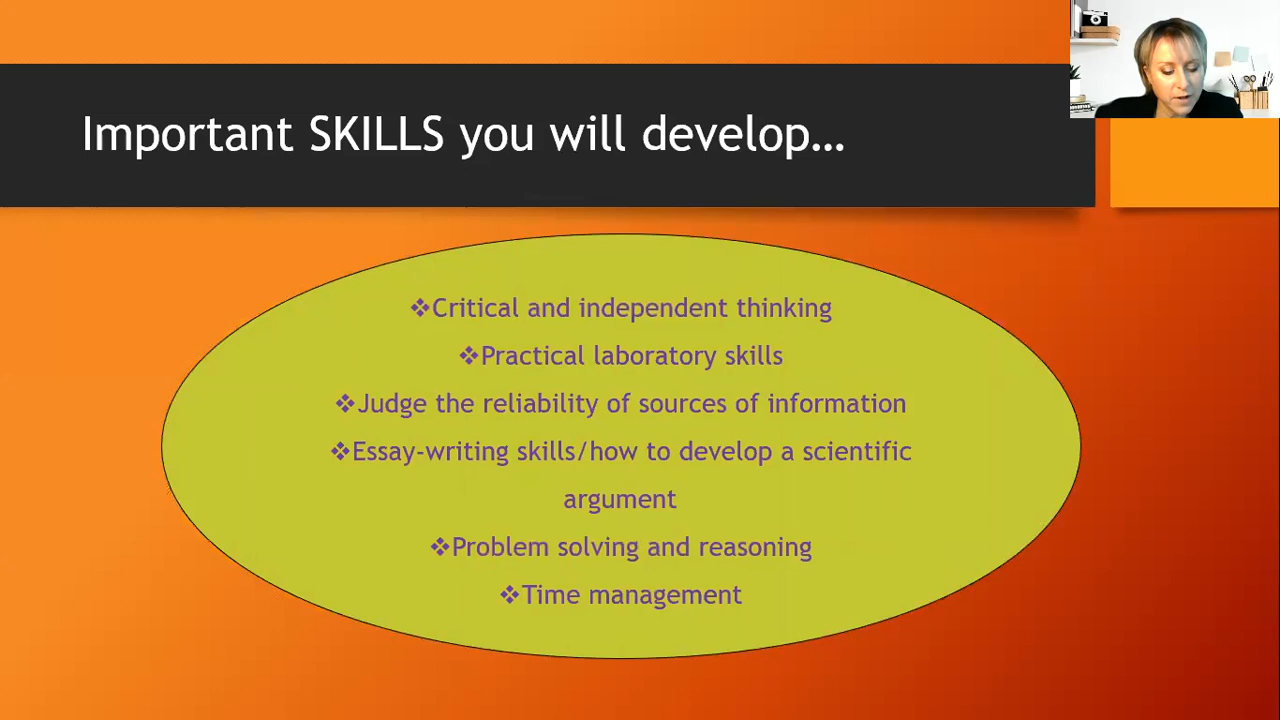 Important SKILLS you will develop…
❖Critical and independent thinking
❖Practical laboratory skills
❖Judge the reliability of sources of information
❖Essay-writing skills/how to develop a scientific
argument
❖Problem solving and reasoning
❖Time management